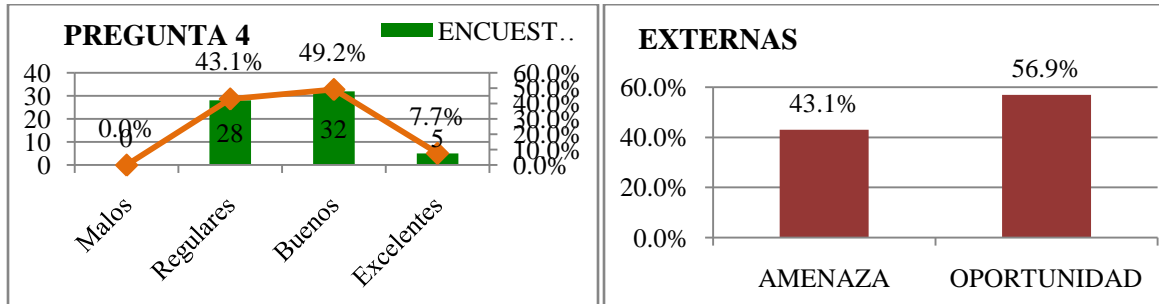 PREGUNTA 4
ENCUEST..
43.1%
49.2%
0.0%
7.7%
40
30
20
10
0
0
28
32
5
60.0%
50.0%
40.0%
30.0%
20.0%
10.0%
0.0%
Malos
Regulares
Buenos
Excelentes
EXTERNAS
56.9%
43.1%
60.0%
40.0%
20.0%
0.0%
AMENAZA
OPORTUNIDAD